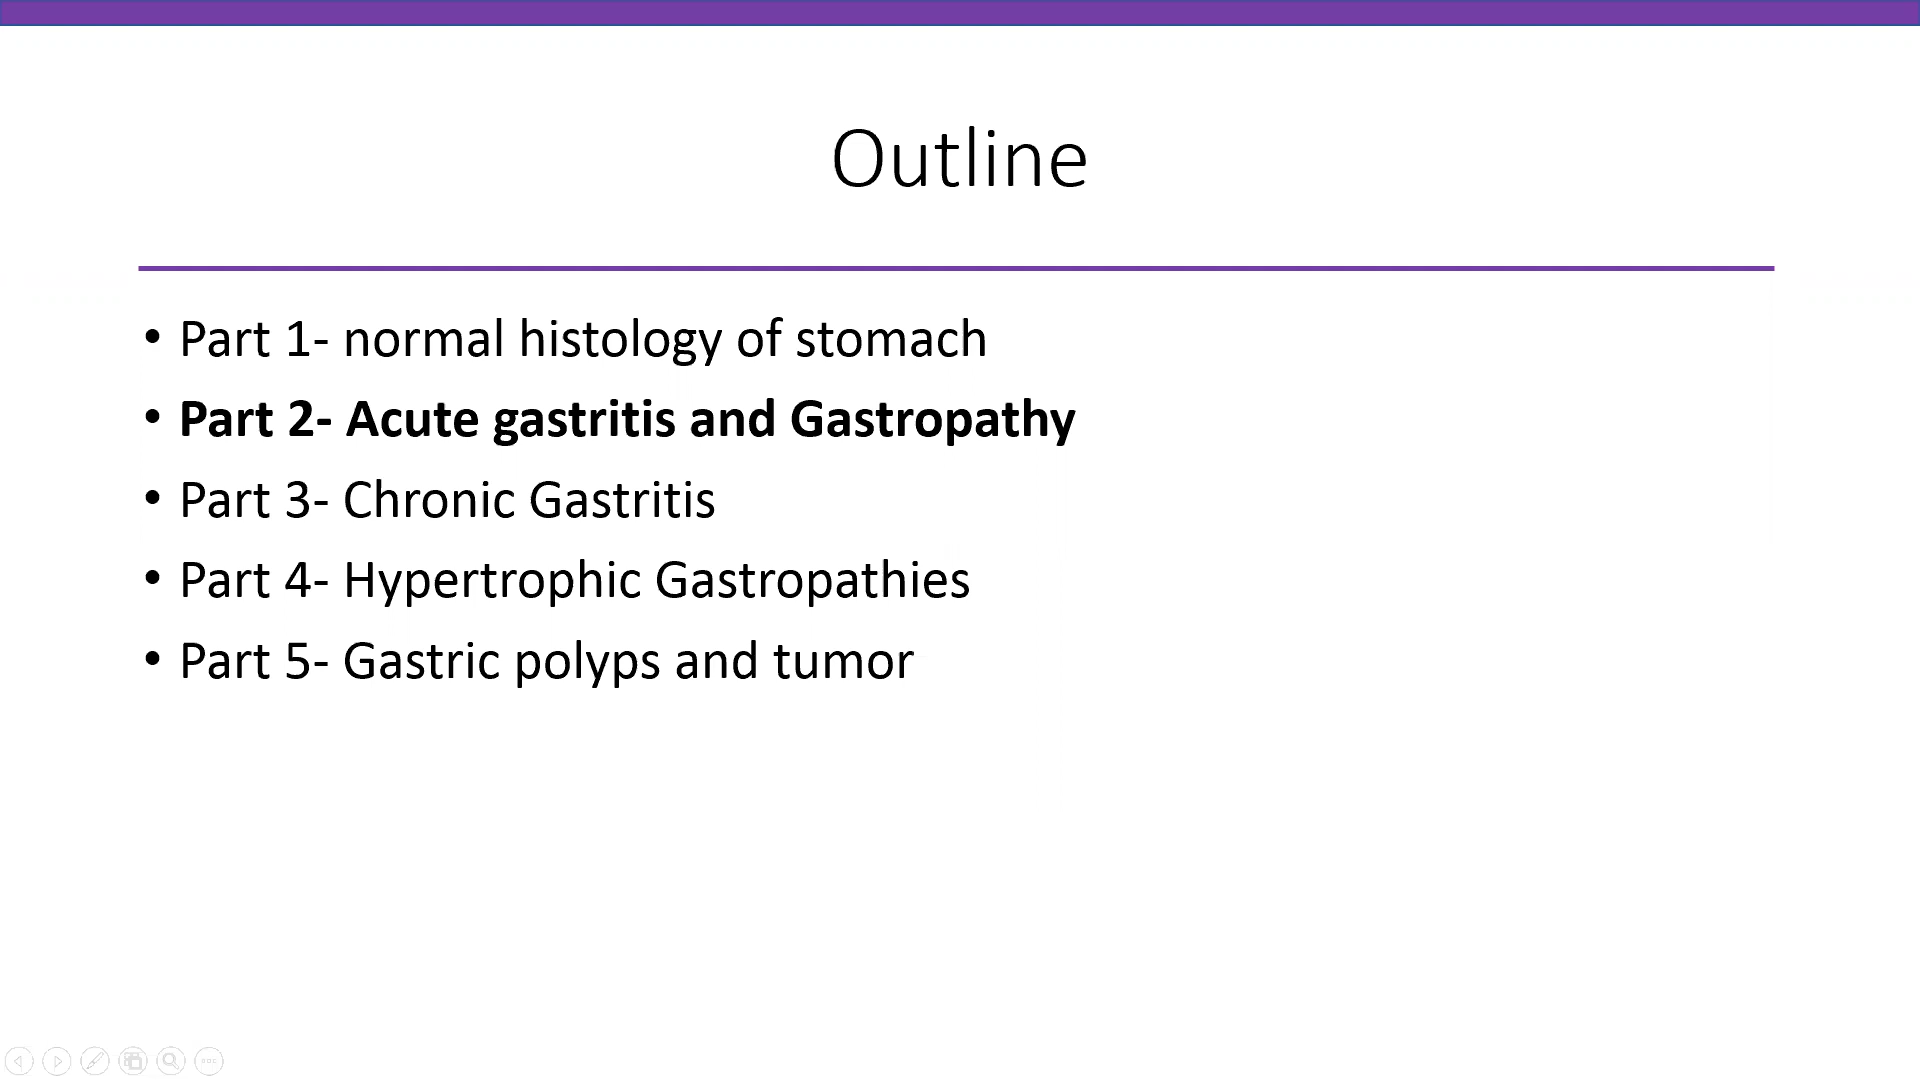 Outline
• Part 1- normal histology of stomach
• Part 2- Acute gastritis and Gastropathy
• Part 3- Chronic Gastritis
• Part 4- Hypertrophic Gastropathies
• Part 5- Gastric polyps and tumor